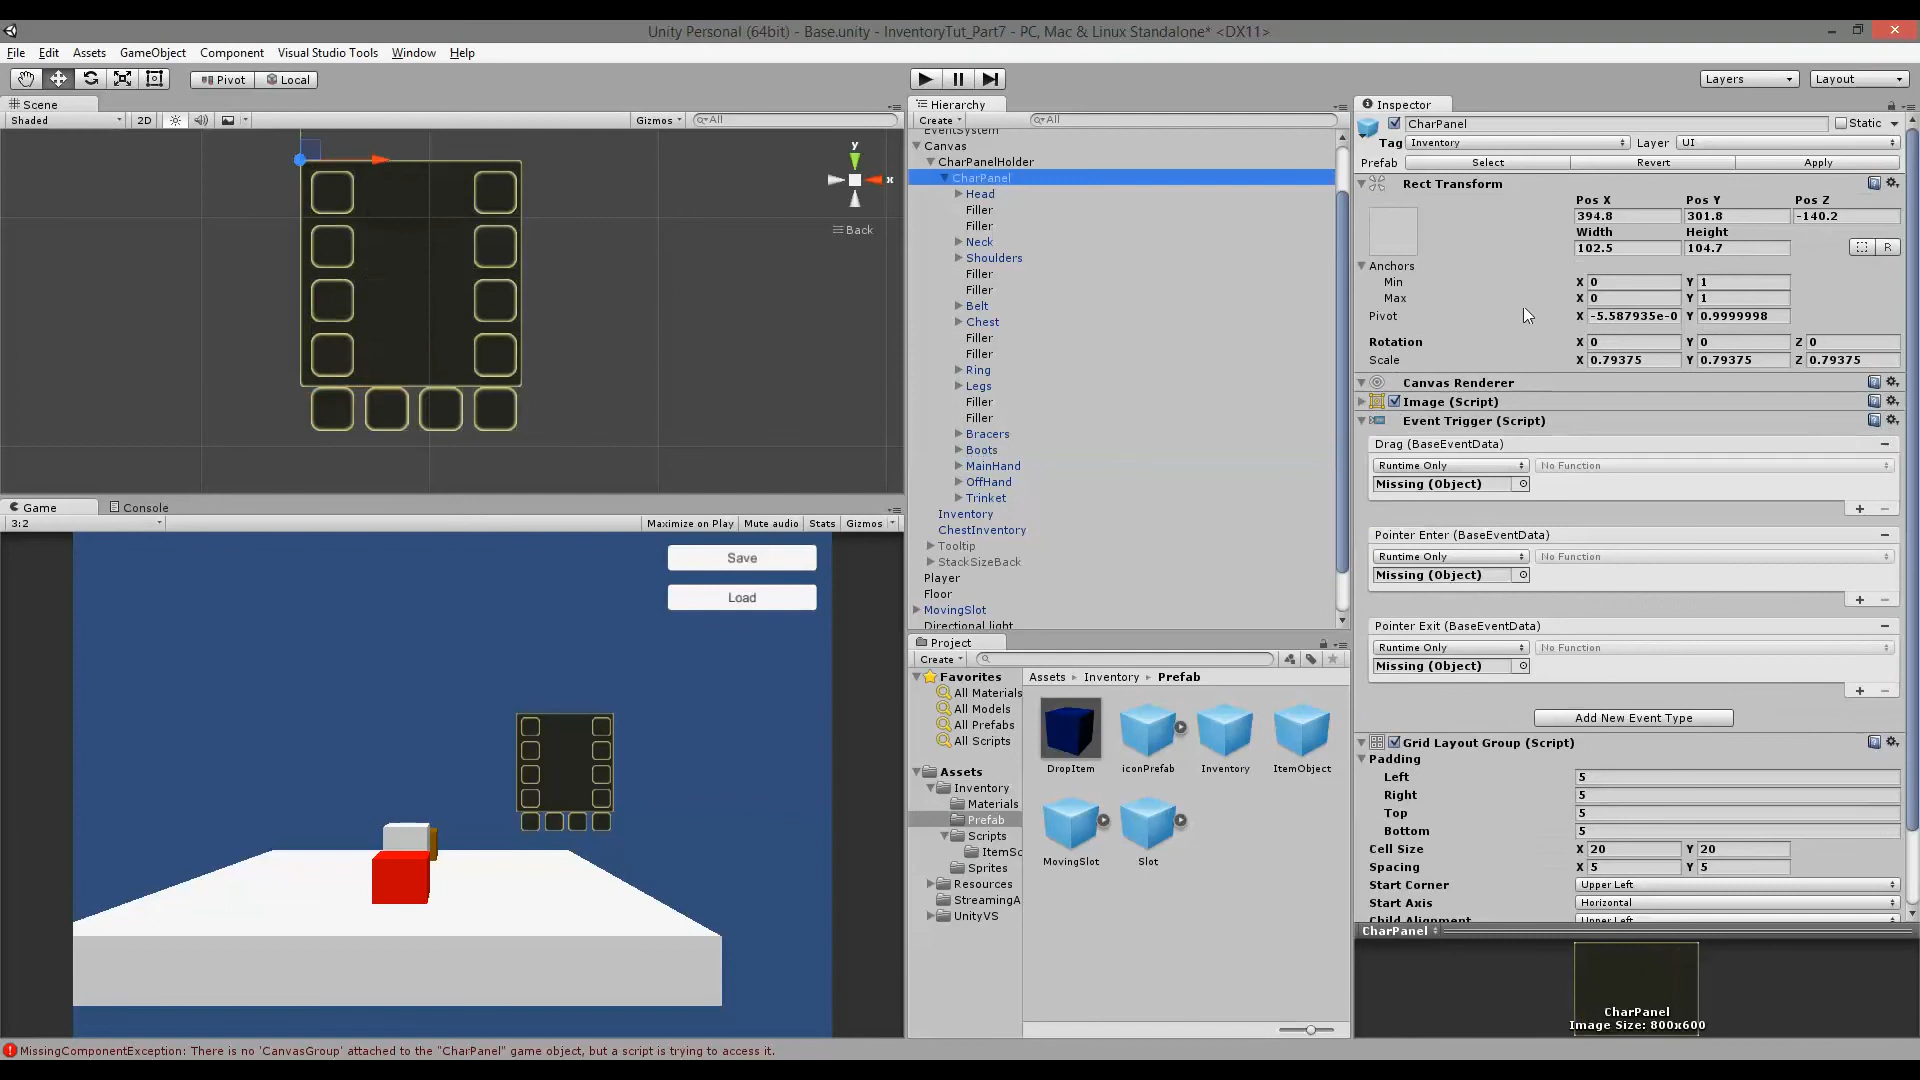 Unity Personal (64bit) - Base.unity - InventoryTut_Part7 - PC, Mac & Linux Standalone* <DX11>
File Edit Assets GameObject Component Visual Studio Tools Window Help
Pivot Local
Layers Layout
Scene
Shaded 2D Gizmos All
y
x
Back
Game Console
3:2 Maximize on Play Mute audio Stats Gizmos
Save
Load
Hierarchy
Create All
EventSystem
Canvas
CharPanelHolder
CharPanel
Head
Filler
Filler
Neck
Shoulders
Filler
Filler
Belt
Chest
Filler
Filler
Ring
Legs
Filler
Filler
Bracers
Boots
MainHand
OffHand
Trinket
Inventory
ChestInventory
Tooltip
StackSizeBack
Player
Floor
MovingSlot
Directional light
Project
Create
Favorites
All Materials
All Models
All Prefabs
All Scripts
Assets
Inventory
Materials
Prefab
Scripts
ItemSc
Sprites
Resources
StreamingA
UnityVS
Assets Inventory Prefab
DropItem iconPrefab Inventory ItemObject
MovingSlot Slot
Inspector
CharPanel Static
Tag Inventory Layer UI
Prefab Select Revert Apply
Rect Transform
Pos X Pos Y Pos Z
394.8 301.8 -140.2
Width Height
102.5 104.7 R
Anchors
Min X 0 Y 1
Max X 0 Y 1
Pivot X -5.587935e-0 Y 0.9999998
Rotation X 0 Y 0 Z 0
Scale X 0.79375 Y 0.79375 Z 0.79375
Canvas Renderer
Image (Script)
Event Trigger (Script)
Drag (BaseEventData)
Runtime Only No Function
Missing (Object)
Pointer Enter (BaseEventData)
Runtime Only No Function
Missing (Object)
Pointer Exit (BaseEventData)
Runtime Only No Function
Missing (Object)
Add New Event Type
Grid Layout Group (Script)
Padding
Left 5
Right 5
Top 5
Bottom 5
Cell Size X 20 Y 20
Spacing X 5 Y 5
Start Corner Upper Left
Start Axis Horizontal
Child Alignment Upper Left
CharPanel
CharPanel
Image Size: 800x600
MissingComponentException: There is no 'CanvasGroup' attached to the "CharPanel" game object, but a script is trying to access it.